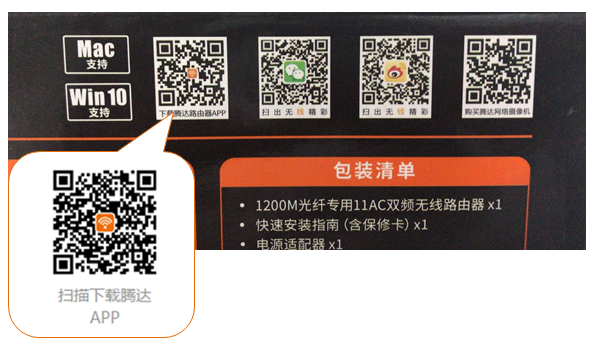 Mac
支持
Win 10
支持
下载腾达路由器APP
扫出无线精彩
扫出无线精彩
购买腾达网络摄像机
包装清单
• 1200M光纤专用11AC双频无线路由器 x1
• 快速安装指南（含保修卡）x1
• 电源适配器 x1
扫描下载腾达
APP